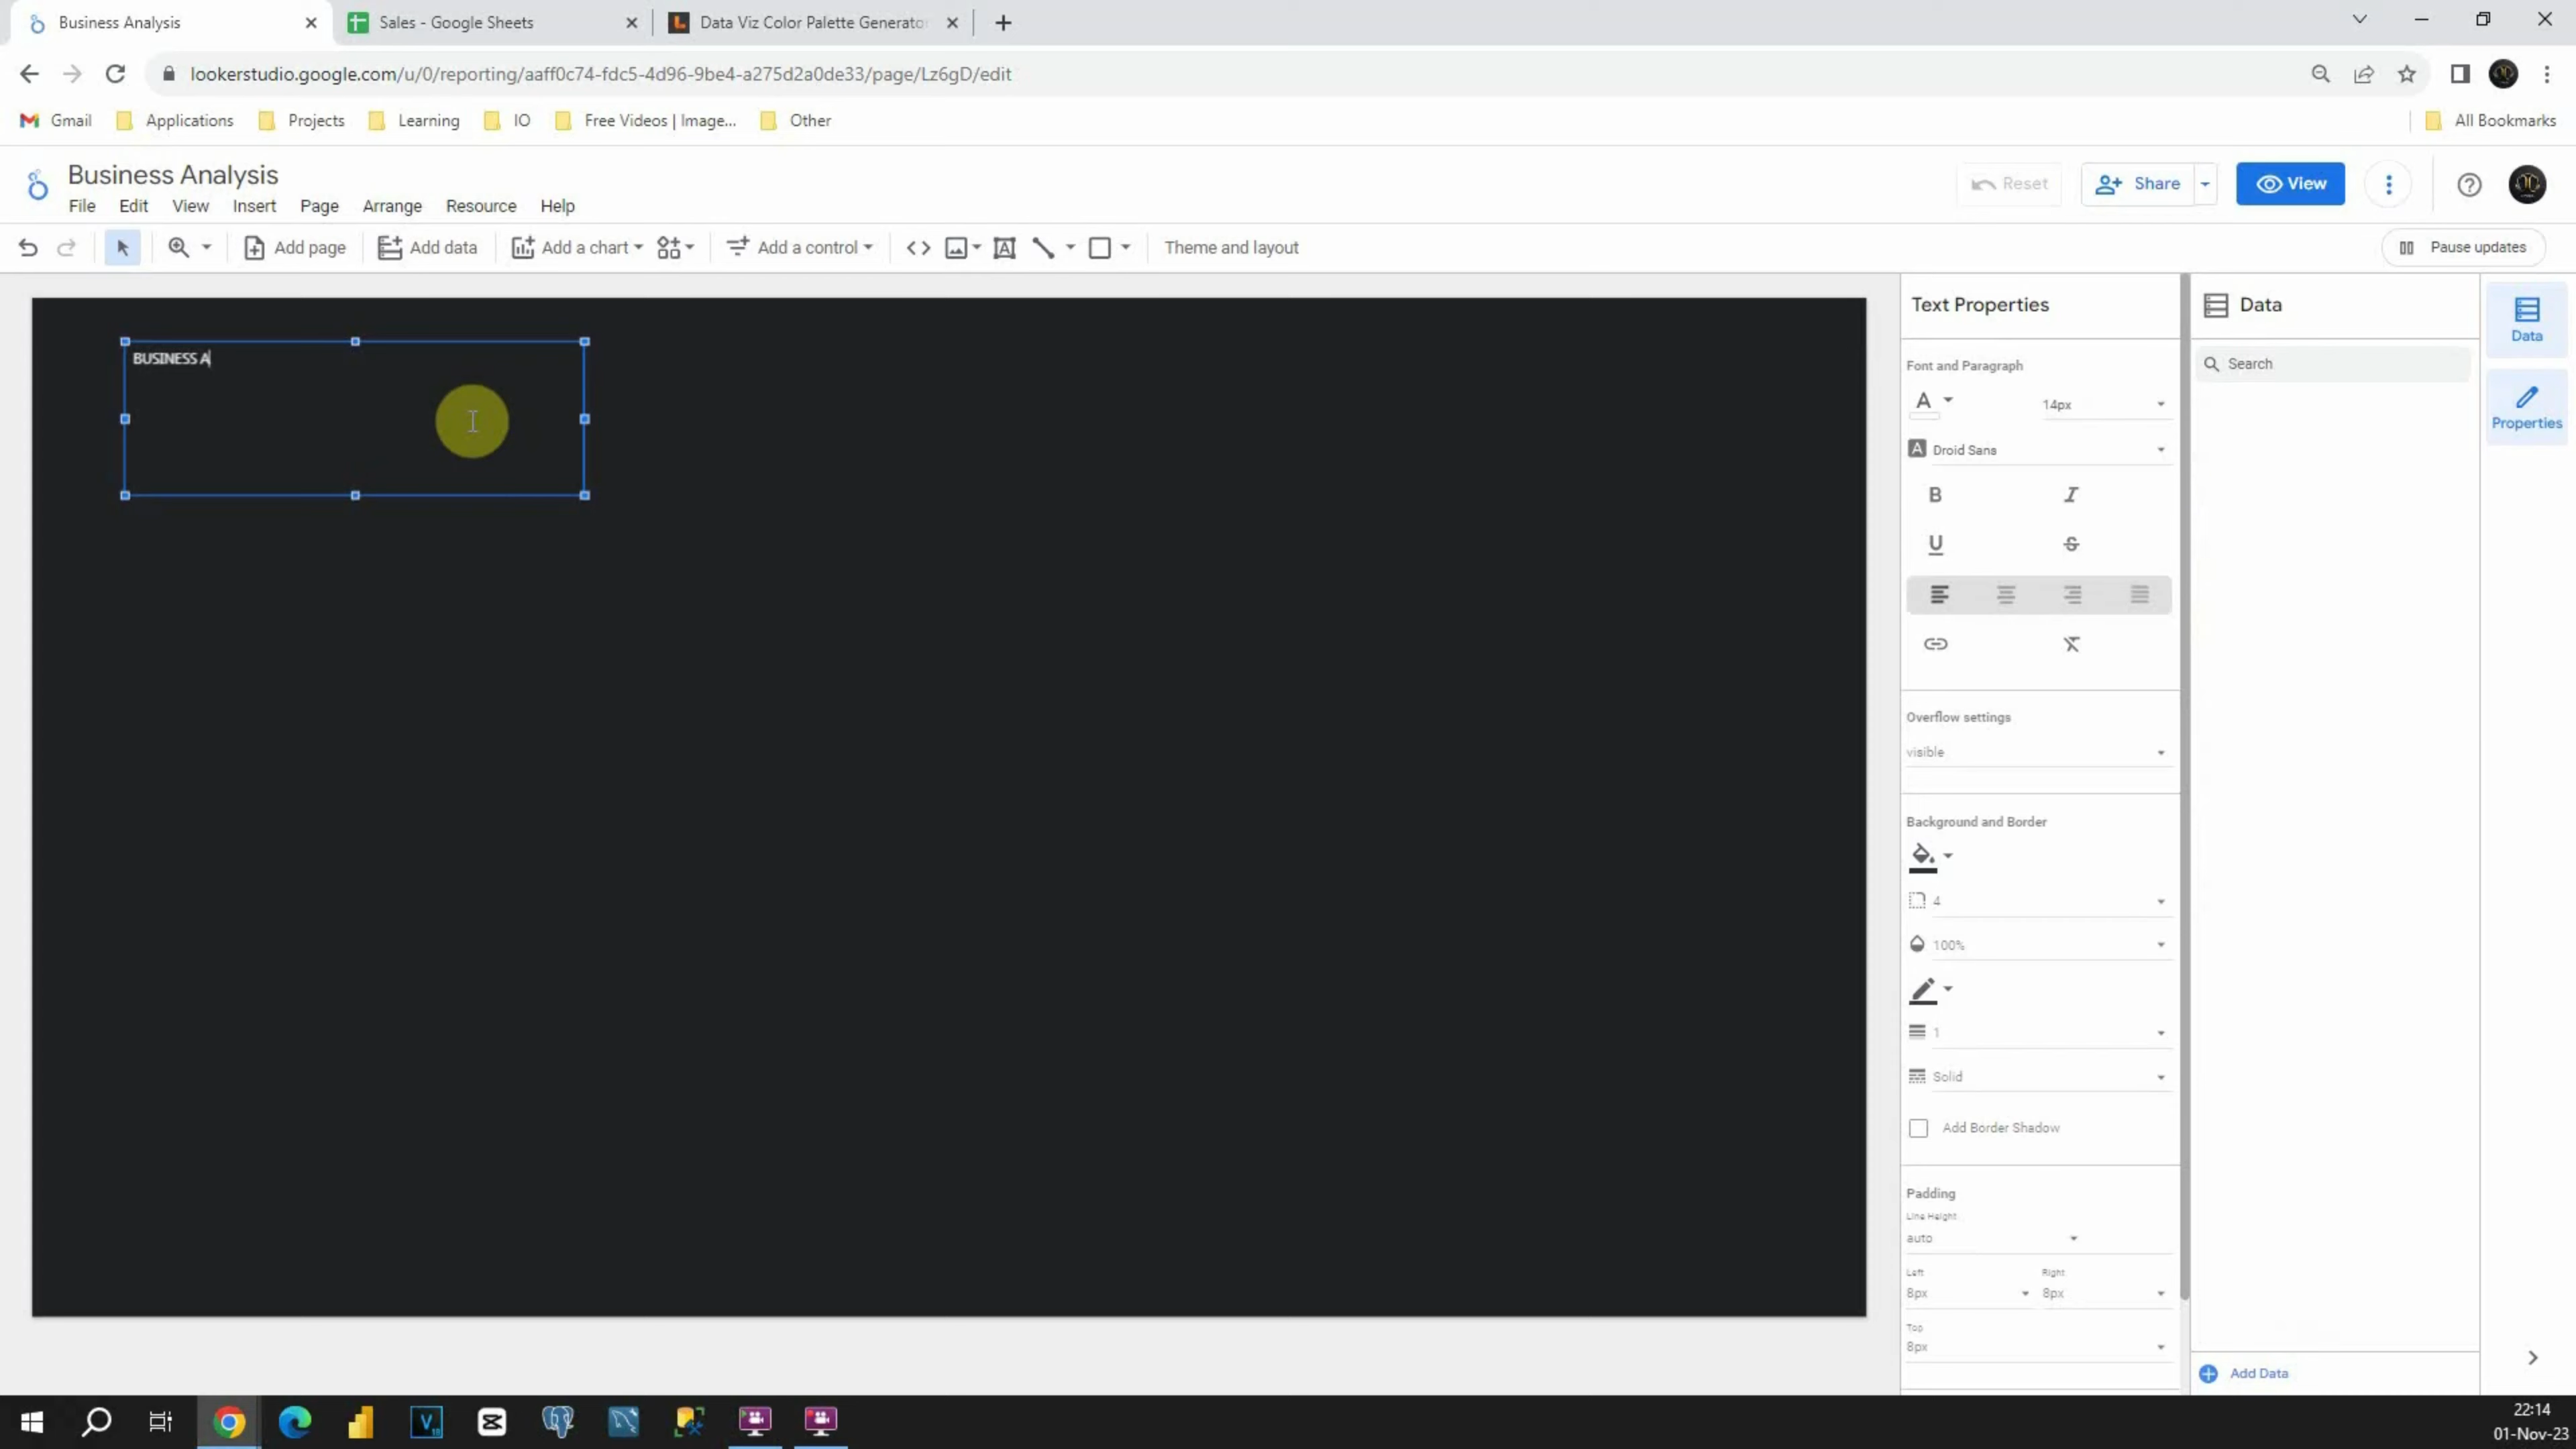 Business Analysis
Sales - Google Sheets
Data Viz Color Palette Generato
lookerstudio.google.com/u/0/reporting/aaff0c74-fdc5-4d96-9be4-a275d2a0de33/page/Lz6gD/edit
Gmail Applications Projects Learning IO Free Videos | Image... Other All Bookmarks
Business Analysis
Reset Share View
File Edit View Insert Page Arrange Resource Help
Add page Add data Add a chart Add a control Theme and layout Pause updates
BUSINESS A
Text Properties
Font and Paragraph
A 14px
A Droid Sans
B I
U S
Overflow settings
visible
Background and Border
4
100%
1
Solid
Add Border Shadow
Padding
Line Height
auto
Left Right
8px 8px
Top
8px
Data
Search
Add Data
Data
Properties
22:14
01-Nov-23